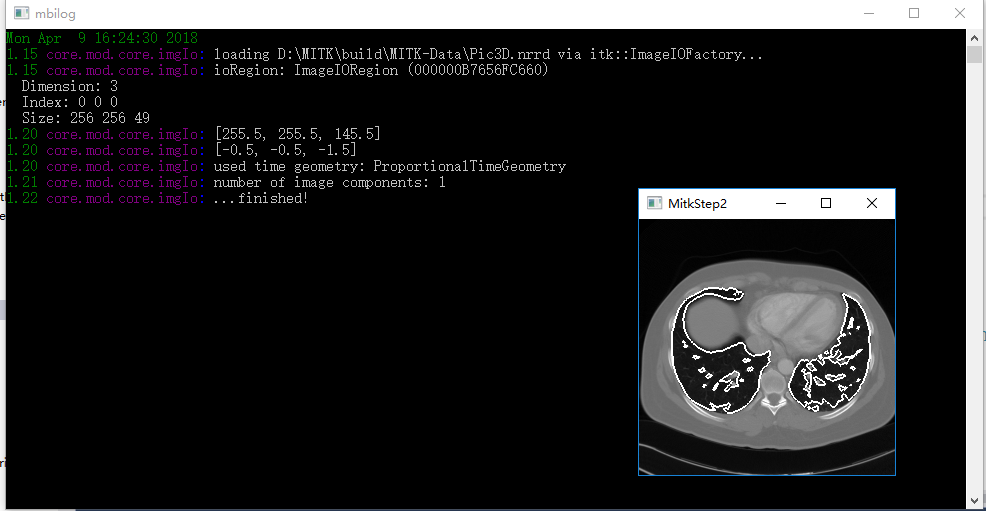 mbilog
Mon Apr  9 16:24:30 2018
1.15 core.mod.core.imgIo: loading D:\MITK\build\MITK-Data\Pic3D.nrrd via itk::ImageIOFactory...
1.15 core.mod.core.imgIo: ioRegion: ImageIORegion (000000B7656FC660)
  Dimension: 3
  Index: 0 0 0
  Size: 256 256 49
1.20 core.mod.core.imgIo: [255.5, 255.5, 145.5]
1.20 core.mod.core.imgIo: [-0.5, -0.5, -1.5]
1.20 core.mod.core.imgIo: used time geometry: ProportionalTimeGeometry
1.21 core.mod.core.imgIo: number of image components: 1
1.22 core.mod.core.imgIo: ...finished!
MitkStep2